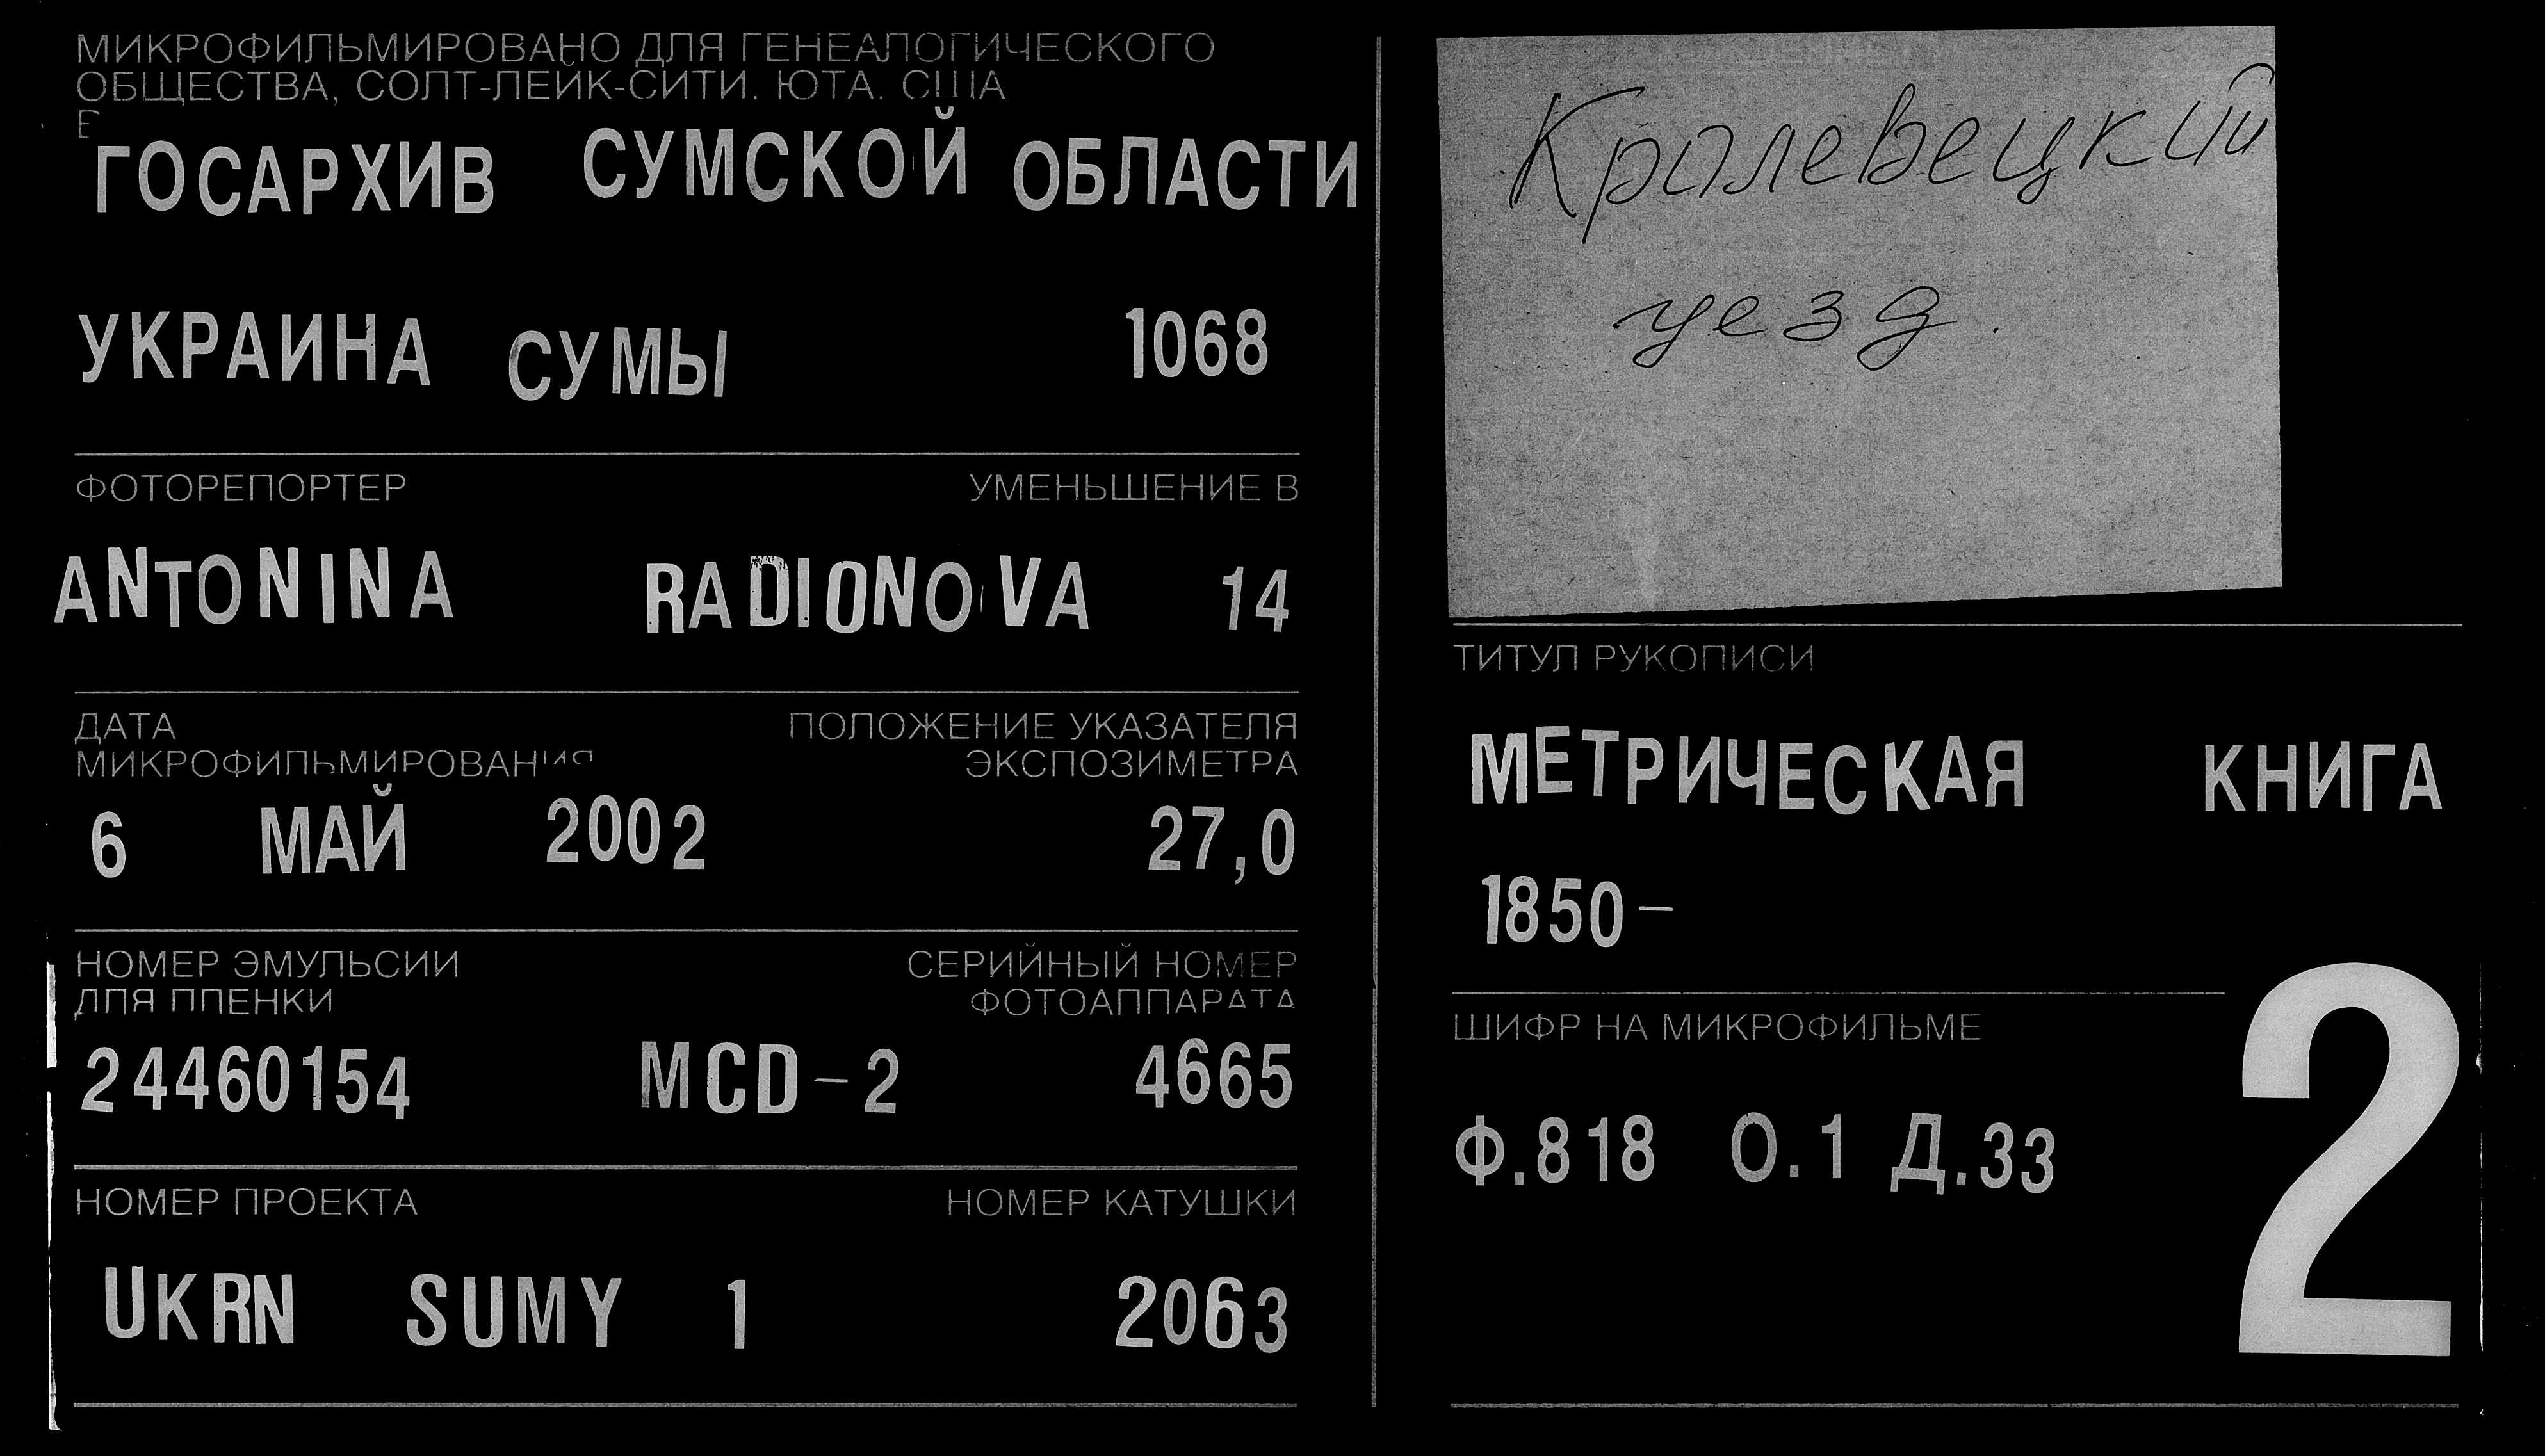 МИКРОФИЛЬМИРОВАНО ДЛЯ ГЕНЕАЛОГИЧЕСКОГО
ОБЩЕСТВА, СОЛТ-ЛЕЙК-СИТИ. ЮТА. США
В
ГОСАРХИВ СУМСКОЙ ОБЛАСТИ
УКРАИНА СУМЫ 1068
ФОТОРЕПОРТЕР УМЕНЬШЕНИЕ В
ANTONINA RADIONOVA 14
ДАТА ПОЛОЖЕНИЕ УКАЗАТЕЛЯ
МИКРОФИЛЬМИРОВАНИЯ ЭКСПОЗИМЕТРА
6 МАЙ 2002 27,0
НОМЕР ЭМУЛЬСИИ СЕРИЙНЫЙ НОМЕР
ДЛЯ ПЛЕНКИ ФОТОАППАРАТА
24460154 MCD-2 4665
НОМЕР ПРОЕКТА НОМЕР КАТУШКИ
UKRN SUMY 1 2063
Кролевецкий
уезд.
ТИТУЛ РУКОПИСИ
МЕТРИЧЕСКАЯ КНИГА
1850-
ШИФР НА МИКРОФИЛЬМЕ
Ф.818 О.1 Д.33
2